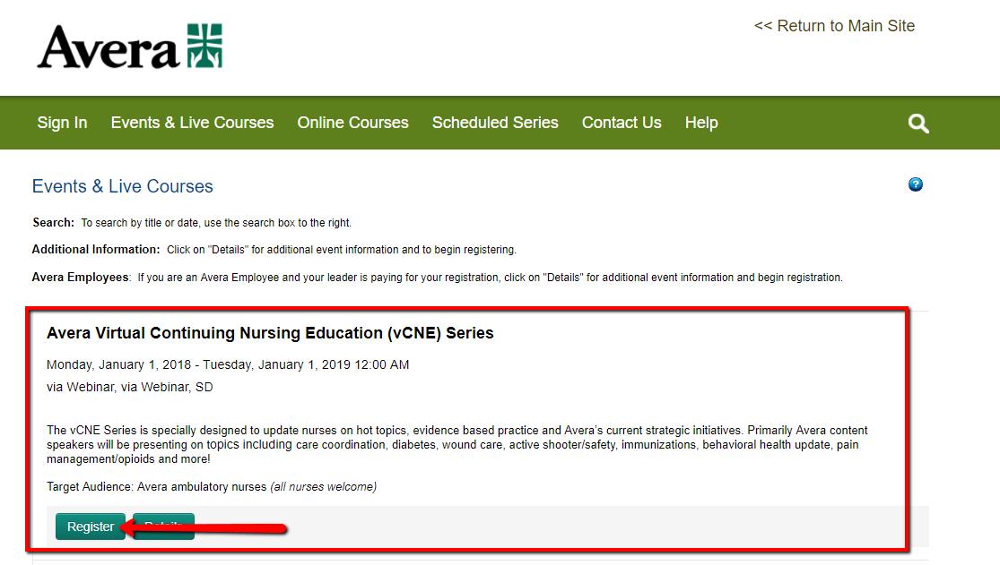 Avera
<< Return to Main Site
Sign In Events & Live Courses Online Courses Scheduled Series Contact Us Help
Events & Live Courses
?
Search: To search by title or date, use the search box to the right.
Additional Information: Click on "Details" for additional event information and to begin registering.
Avera Employees: If you are an Avera Employee and your leader is paying for your registration, click on "Details" for additional event information and begin registration.
Avera Virtual Continuing Nursing Education (vCNE) Series
Monday, January 1, 2018 - Tuesday, January 1, 2019 12:00 AM
via Webinar, via Webinar, SD
The vCNE Series is specially designed to update nurses on hot topics, evidence based practice and Avera's current strategic initiatives. Primarily Avera content
speakers will be presenting on topics including care coordination, diabetes, wound care, active shooter/safety, immunizations, behavioral health update, pain
management/opioids and more!
Target Audience: Avera ambulatory nurses (all nurses welcome)
Register Details